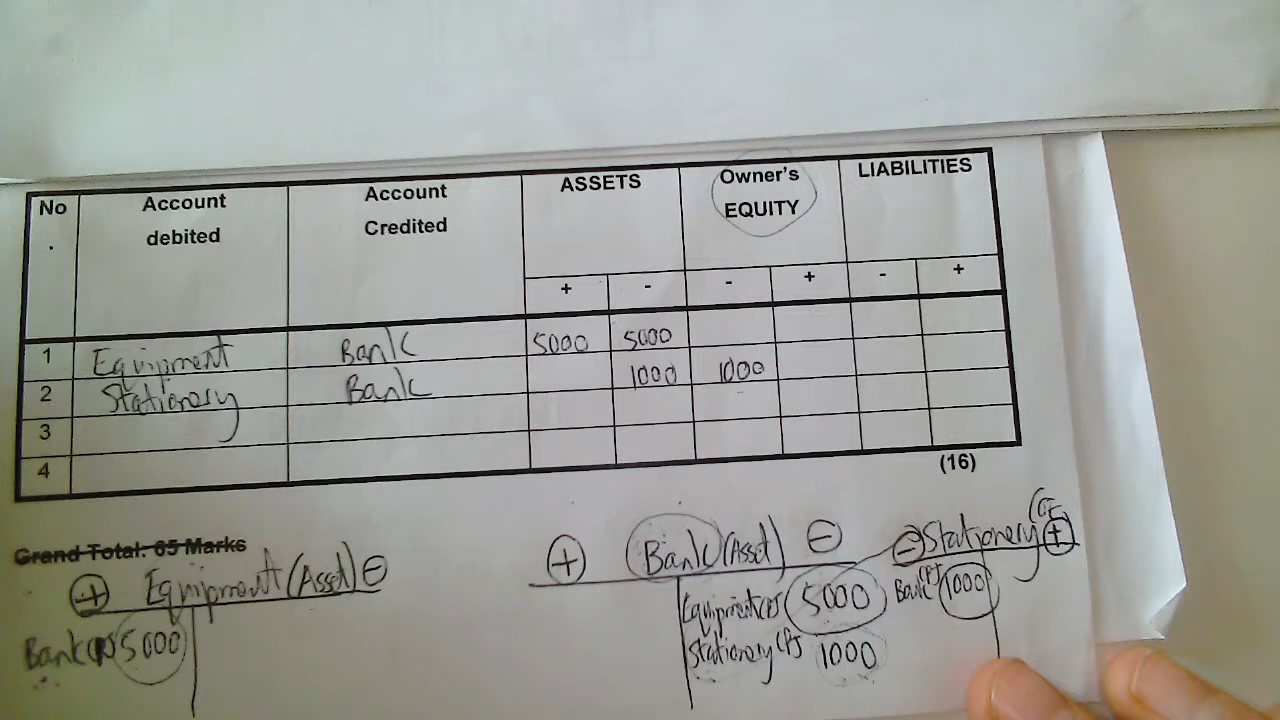 No . Account debited Account Credited ASSETS Owner's EQUITY LIABILITIES
+ - - + - +
1 Equipment Bank 5000 5000
2 Stationery Bank 1000 1000
3
4
(16)
Grand Total: 65 Marks
+ Equipment (Asset) -
Bank 5000
+ Bank (Asset) -
Equipment 5000
Stationery (P) 1000
- Stationery +
Bank (P) 1000